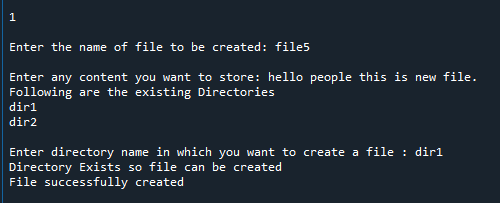 1
Enter the name of file to be created: file5
Enter any content you want to store: hello people this is new file.
Following are the existing Directories
dir1
dir2
Enter directory name in which you want to create a file : dir1
Directory Exists so file can be created
File successfully created